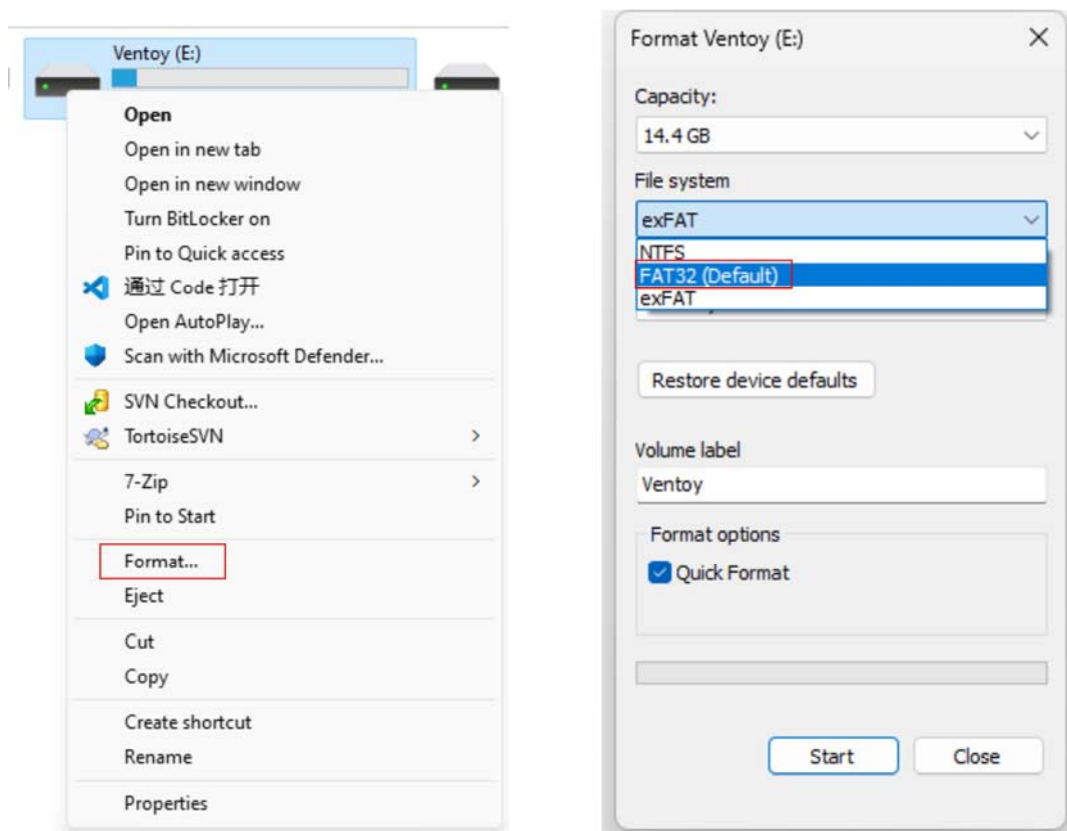 Ventoy (E:)
Open
Open in new tab
Open in new window
Turn BitLocker on
Pin to Quick access
通过 Code 打开
Open AutoPlay...
Scan with Microsoft Defender...
SVN Checkout...
TortoiseSVN
7-Zip
Pin to Start
Format...
Eject
Cut
Copy
Create shortcut
Rename
Properties
Format Ventoy (E:)
Capacity:
14.4 GB
File system
exFAT
NTFS
FAT32 (Default)
exFAT
Restore device defaults
Volume label
Ventoy
Format options
Quick Format
Start
Close